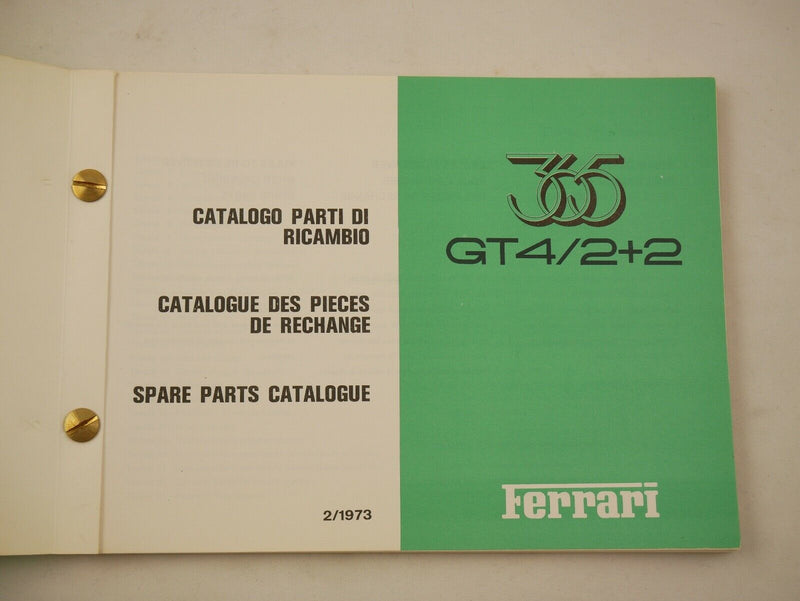 CATALOGO PARTI DI
RICAMBIO
CATALOGUE DES PIECES
DE RECHANGE
SPARE PARTS CATALOGUE
2/1973
365
GT4/2+2
Ferrari